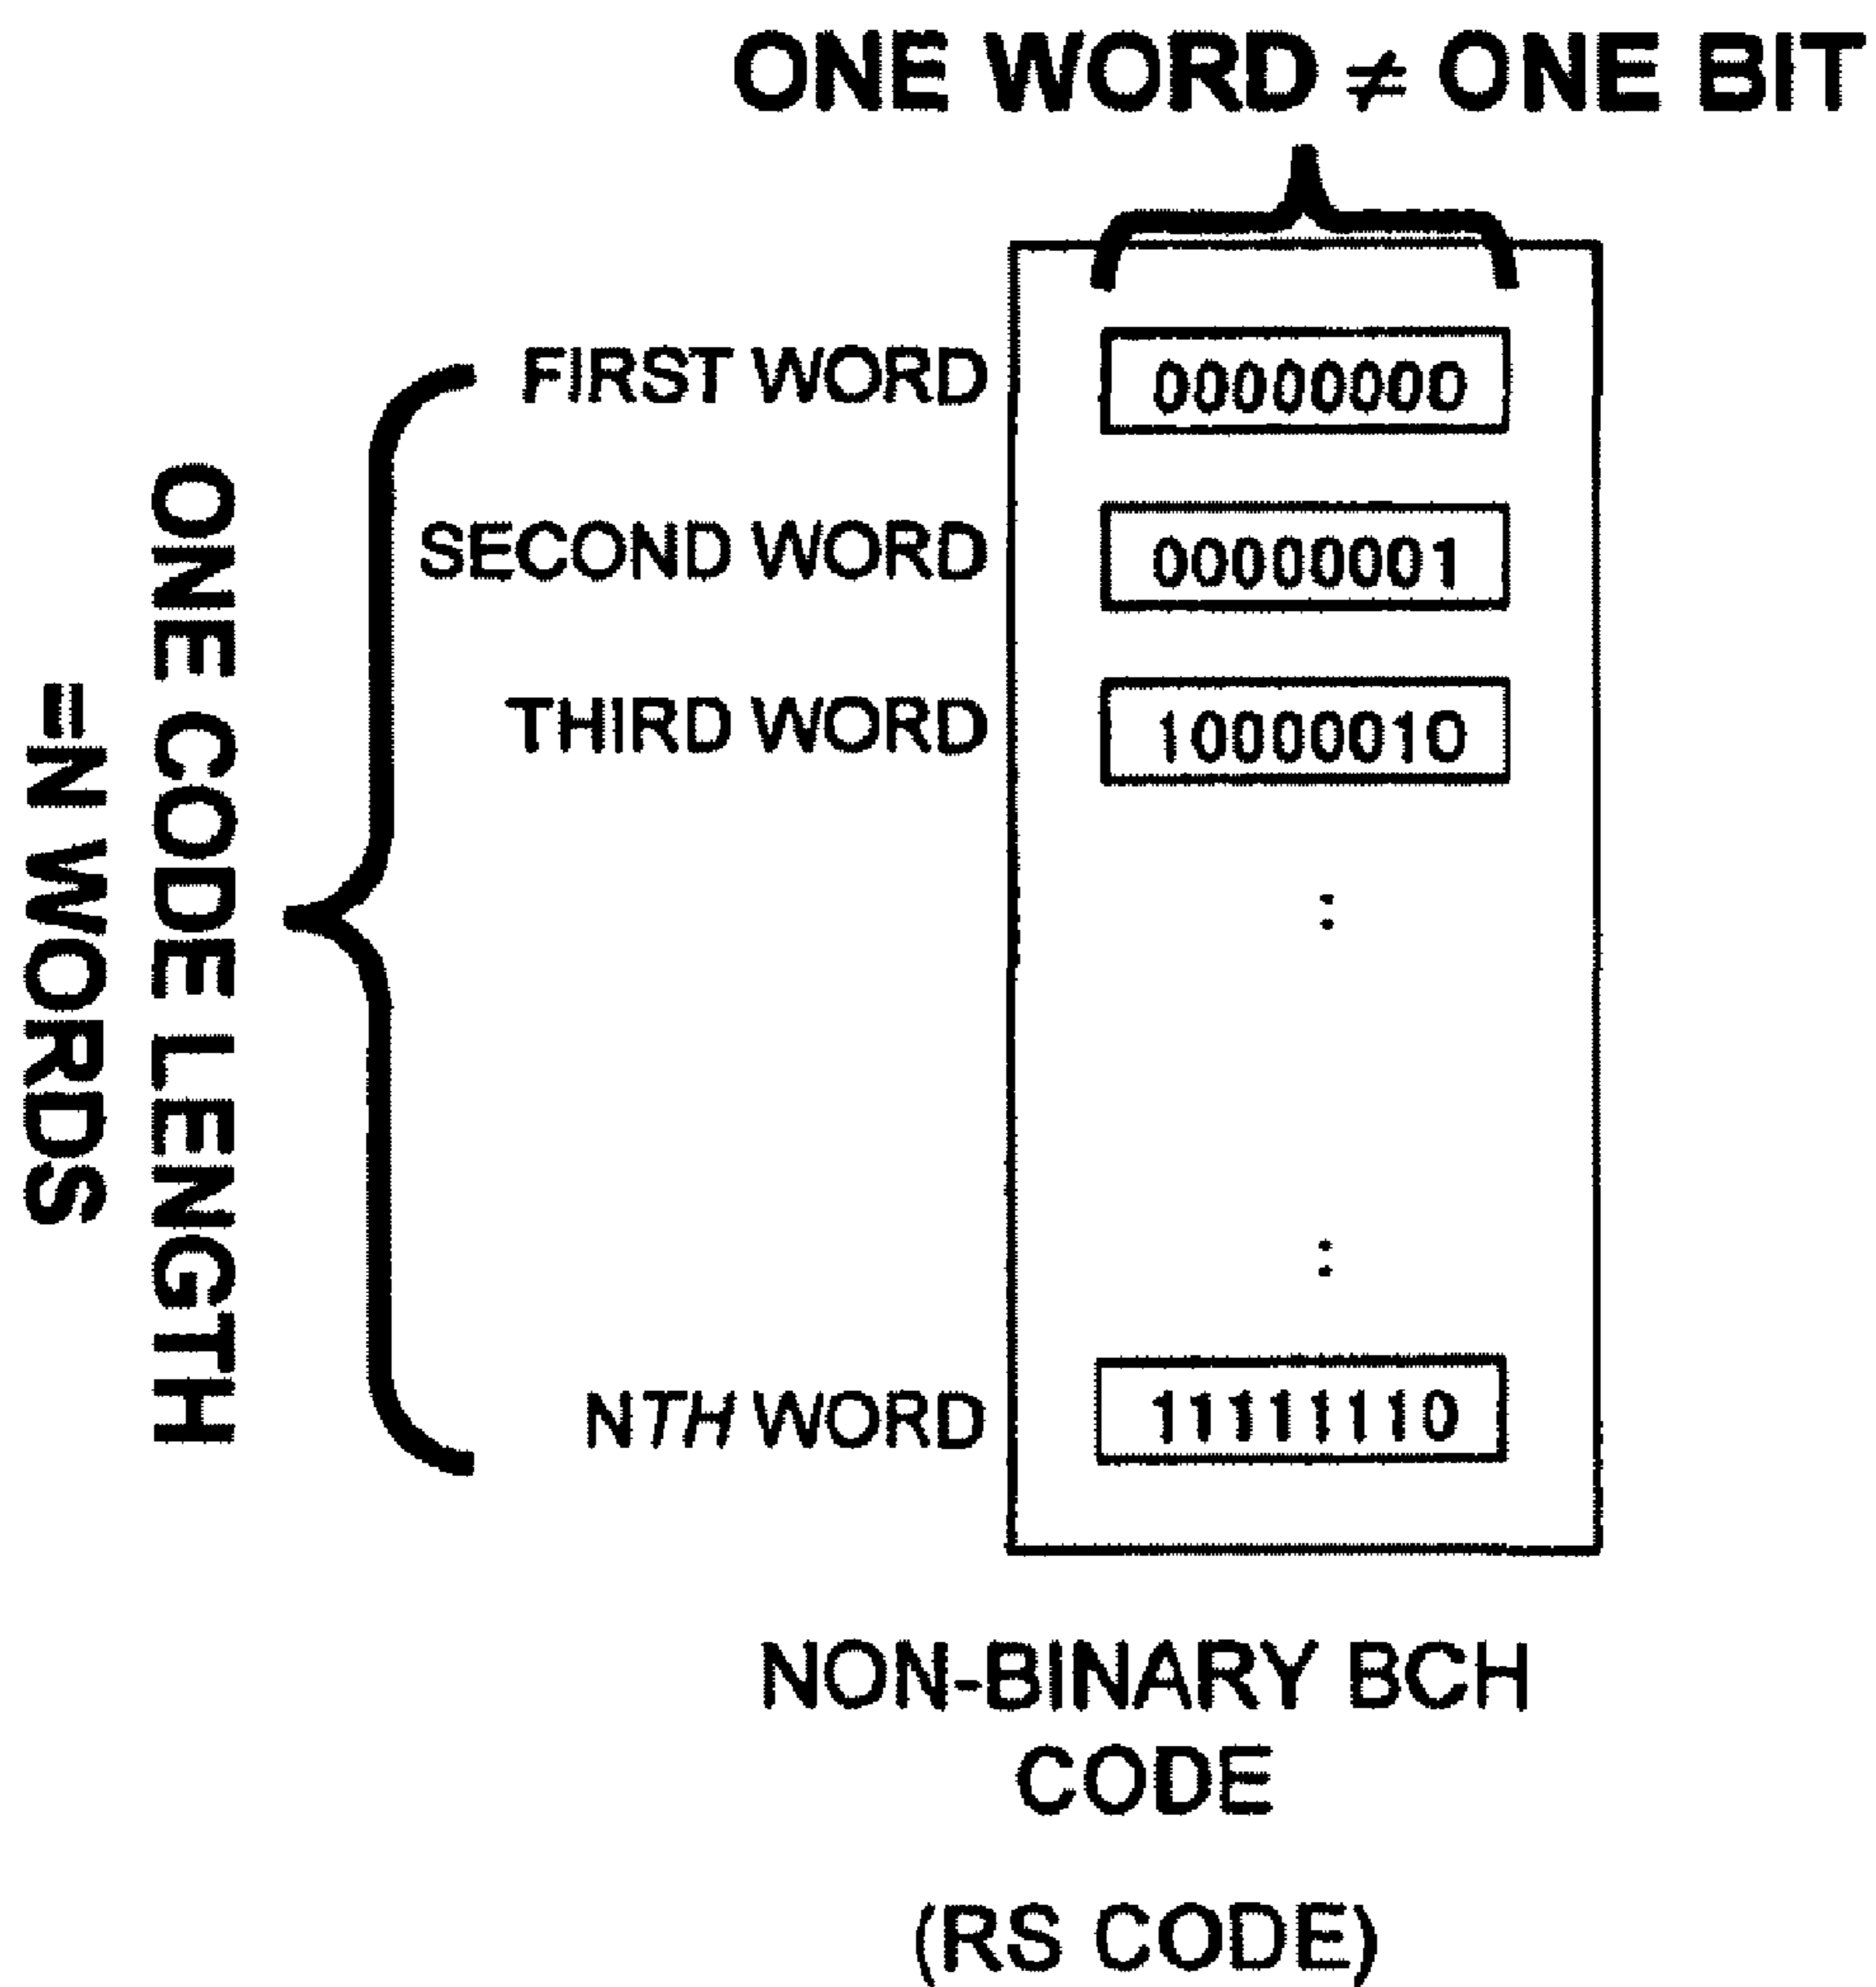 ONE WORD ≠ ONE BIT
FIRST WORD
00000000
SECOND WORD
00000001
THIRD WORD
10000010
:
:
NTH WORD
11111110
ONE CODE LENGTH
=N WORDS
NON-BINARY BCH
CODE
(RS CODE)